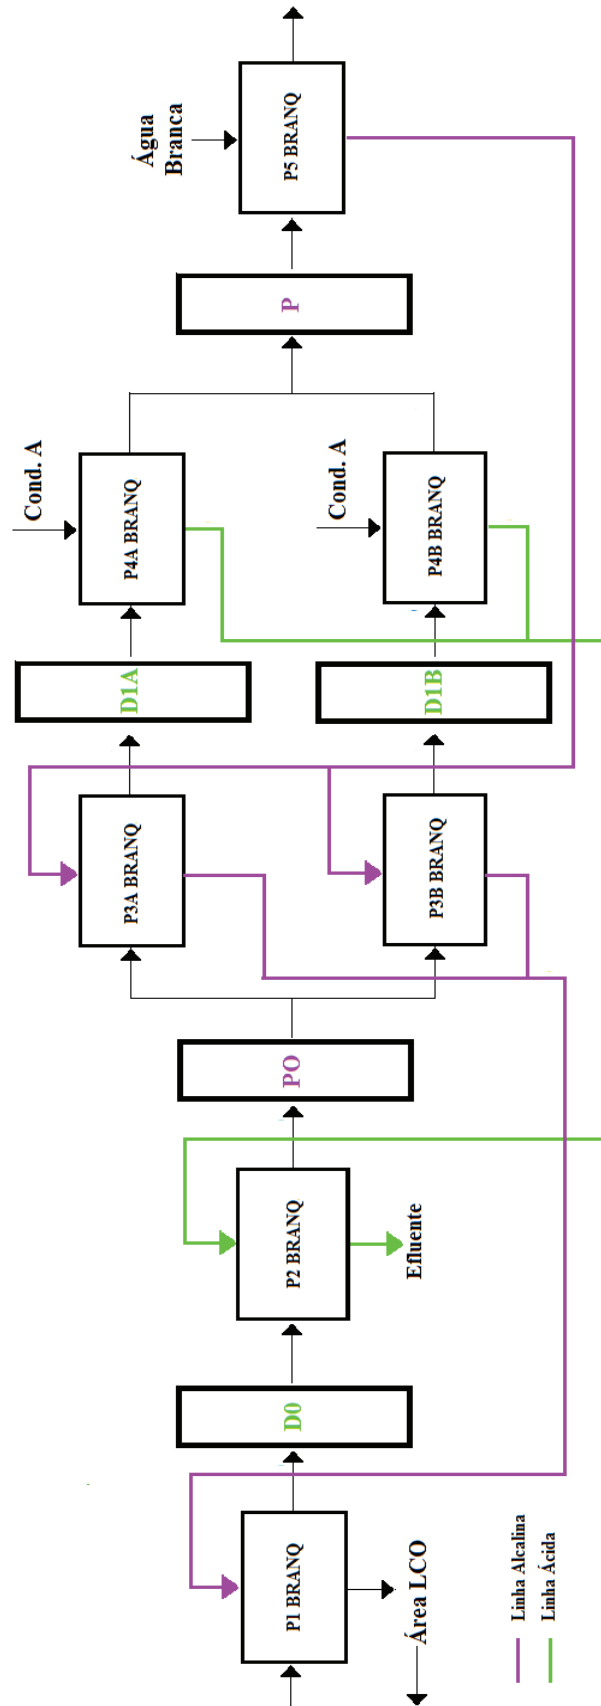 P1 BRANQ
Área LCO
D0
P2 BRANQ
Efluente
PO
P3A BRANQ
P3B BRANQ
D1A
D1B
Cond. A
P4A BRANQ
Cond. A
P4B BRANQ
P
Água
Branca
P5 BRANQ
Linha Alcalina
Linha Ácida